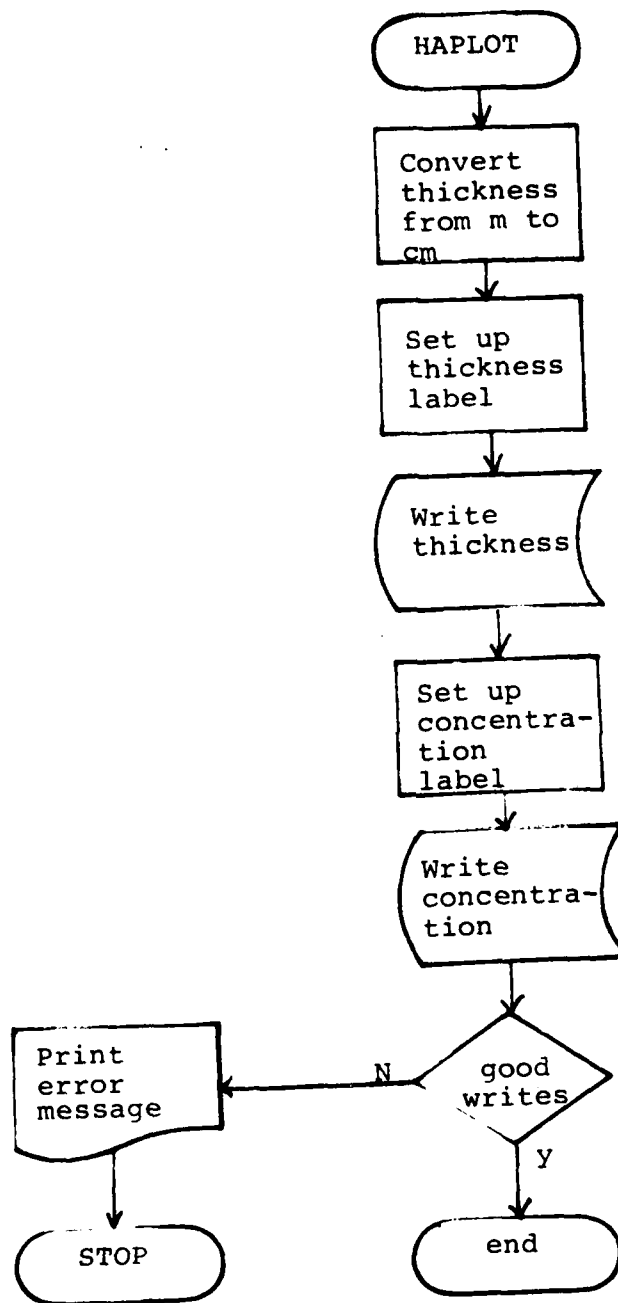 HAPLOT
Convert
thickness
from m to
cm
Set up
thickness
label
Write
thickness
Set up
concentra-
tion
label
Write
concentra-
tion
good
writes
N
Print
error
message
y
STOP
end